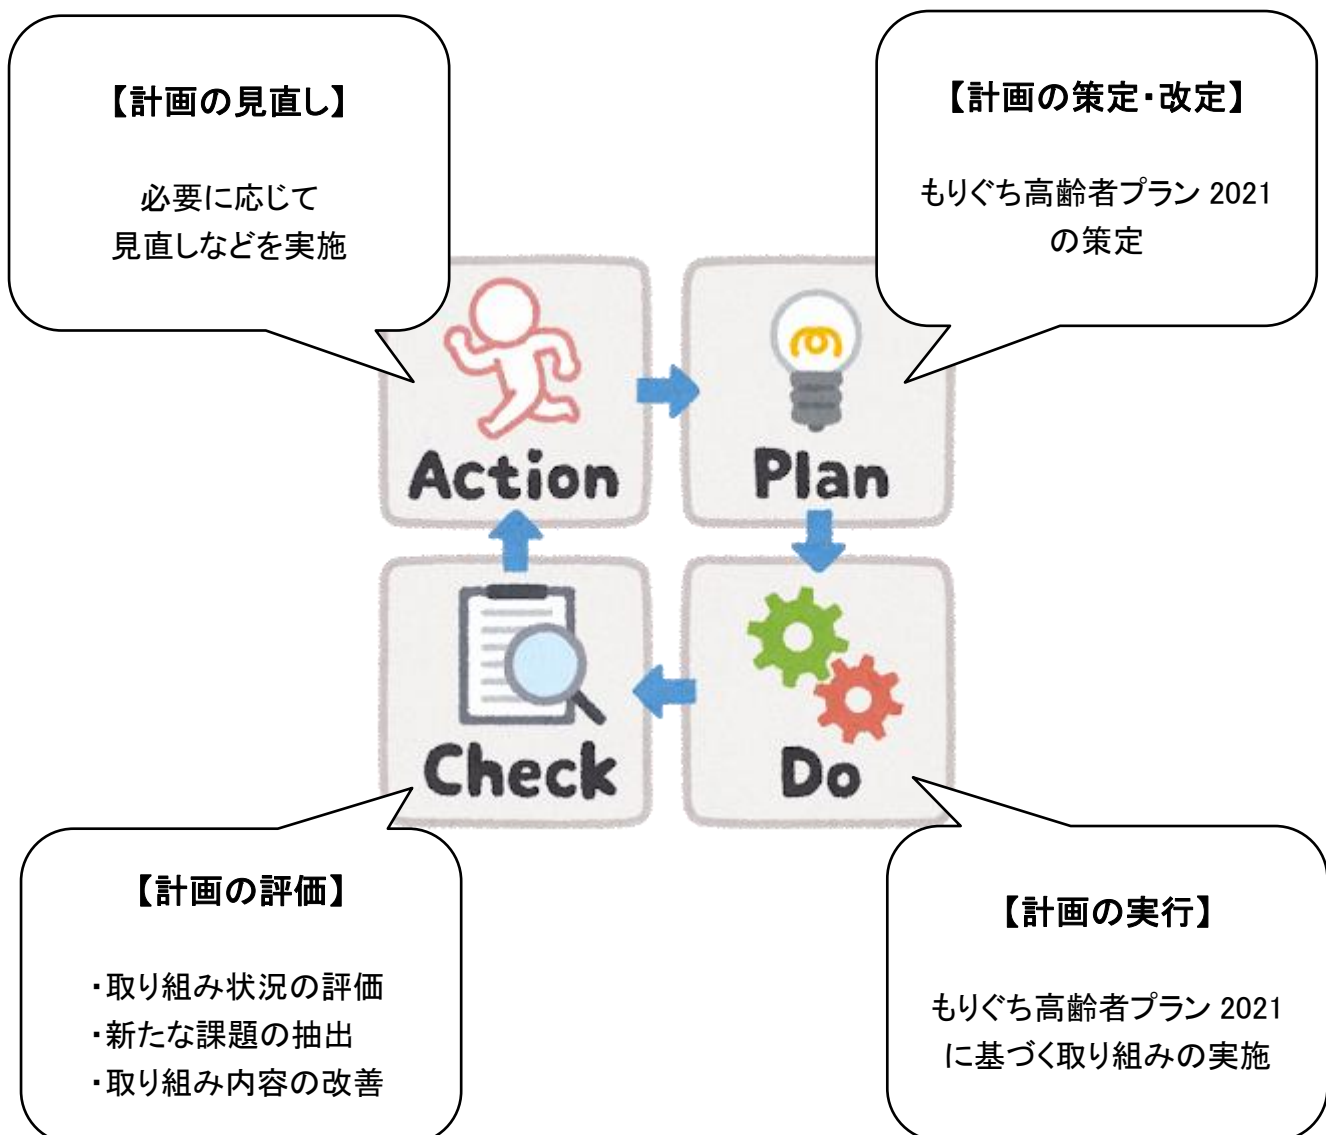 【計画の見直し】
必要に応じて
見直しなどを実施
【計画の策定・改定】
もりぐち高齢者プラン 2021
の策定
Action
Plan
Check
Do
【計画の評価】
・取り組み状況の評価
・新たな課題の抽出
・取り組み内容の改善
【計画の実行】
もりぐち高齢者プラン 2021
に基づく取り組みの実施